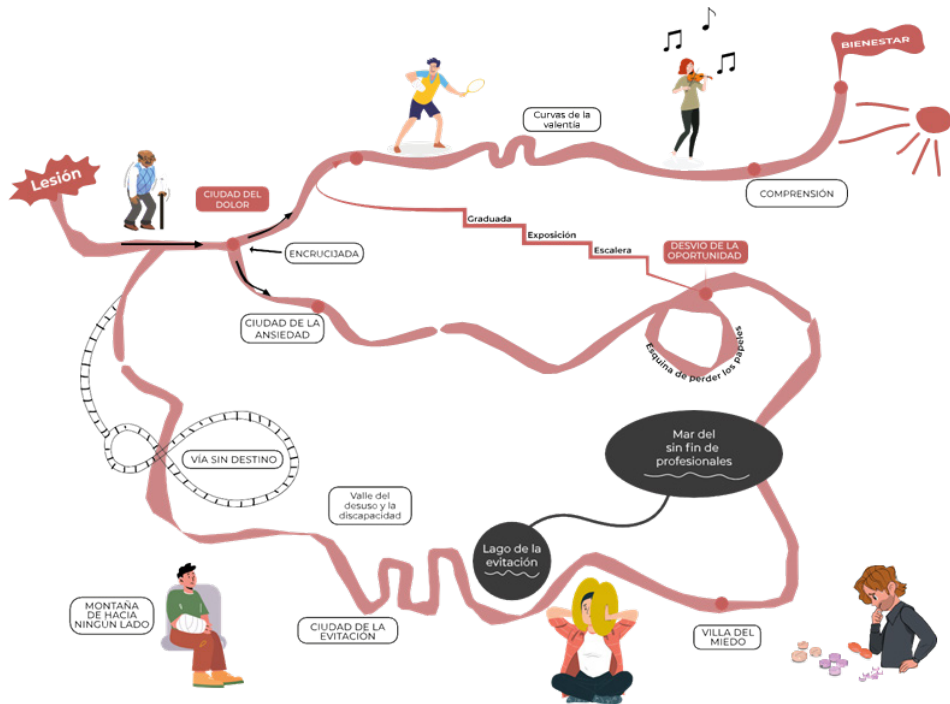 BIENESTAR
Curvas de la
valentía
Lesión
CIUDAD DEL
DOLOR
COMPRENSIÓN
Graduada
Exposición
Escalera
ENCRUCIJADA
DESVIO DE LA
OPORTUNIDAD
CIUDAD DE LA
ANSIEDAD
Esquina de perder los papeles
Mar del
sin fin de
profesionales
VÍA SIN DESTINO
Valle del
desuso y la
discapacidad
Lago de la
evitación
MONTAÑA
DE HACIA
NINGÚN LADO
CIUDAD DE LA
EVITACIÓN
VILLA DEL
MIEDO